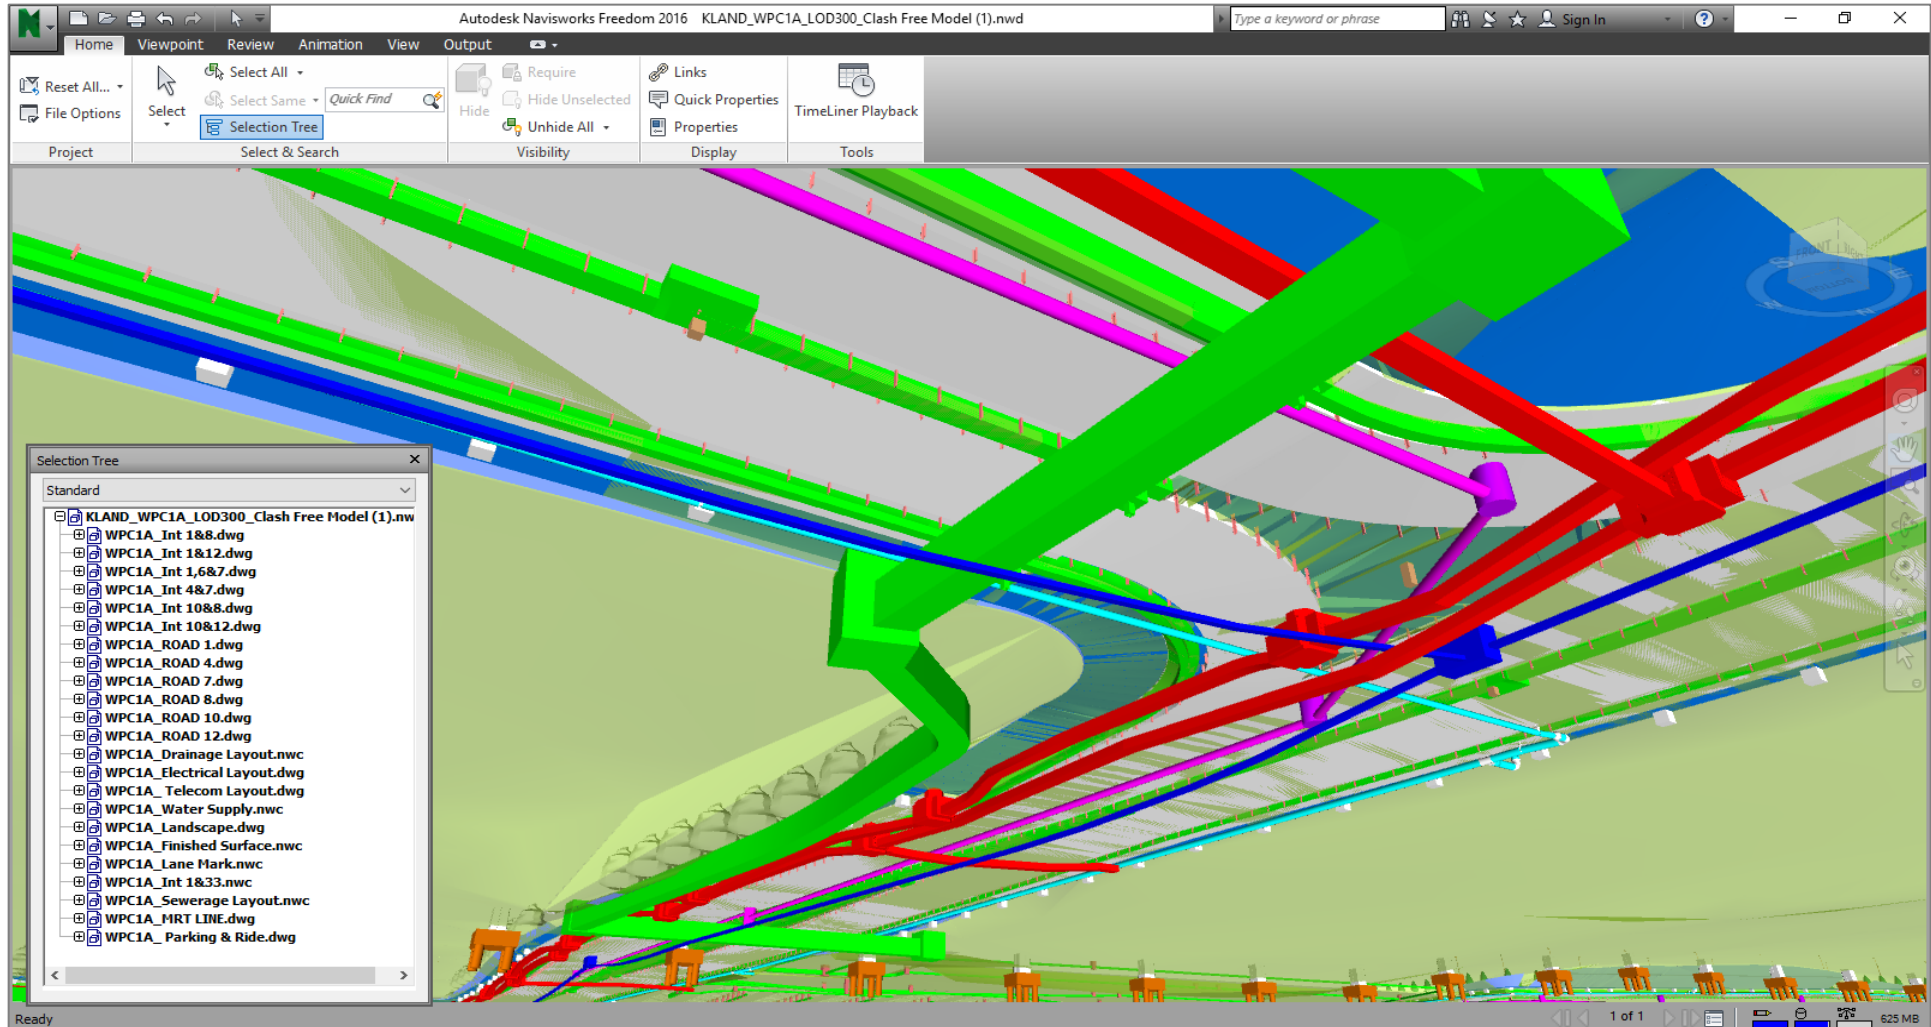 Autodesk Navisworks Freedom 2016 KLAND_WPC1A_LOD300_Clash Free Model (1).nwd
Type a keyword or phrase
Sign In
Home Viewpoint Review Animation View Output
Reset All...
File Options
Project
Select
Select All
Select Same
Quick Find
Selection Tree
Select & Search
Hide
Require
Hide Unselected
Unhide All
Visibility
Links
Quick Properties
Properties
Display
TimeLiner Playback
Tools
FRONT
S
E
N
Selection Tree
Standard
KLAND_WPC1A_LOD300_Clash Free Model (1).nw
WPC1A_Int 1&8.dwg
WPC1A_Int 1&12.dwg
WPC1A_Int 1,6&7.dwg
WPC1A_Int 4&7.dwg
WPC1A_Int 10&8.dwg
WPC1A_Int 10&12.dwg
WPC1A_ROAD 1.dwg
WPC1A_ROAD 4.dwg
WPC1A_ROAD 7.dwg
WPC1A_ROAD 8.dwg
WPC1A_ROAD 10.dwg
WPC1A_ROAD 12.dwg
WPC1A_Drainage Layout.nwc
WPC1A_Electrical Layout.dwg
WPC1A_ Telecom Layout.dwg
WPC1A_Water Supply.nwc
WPC1A_Landscape.dwg
WPC1A_Finished Surface.nwc
WPC1A_Lane Mark.nwc
WPC1A_Int 1&33.nwc
WPC1A_Sewerage Layout.nwc
WPC1A_MRT LINE.dwg
WPC1A_ Parking & Ride.dwg
Ready
1 of 1
625 MB